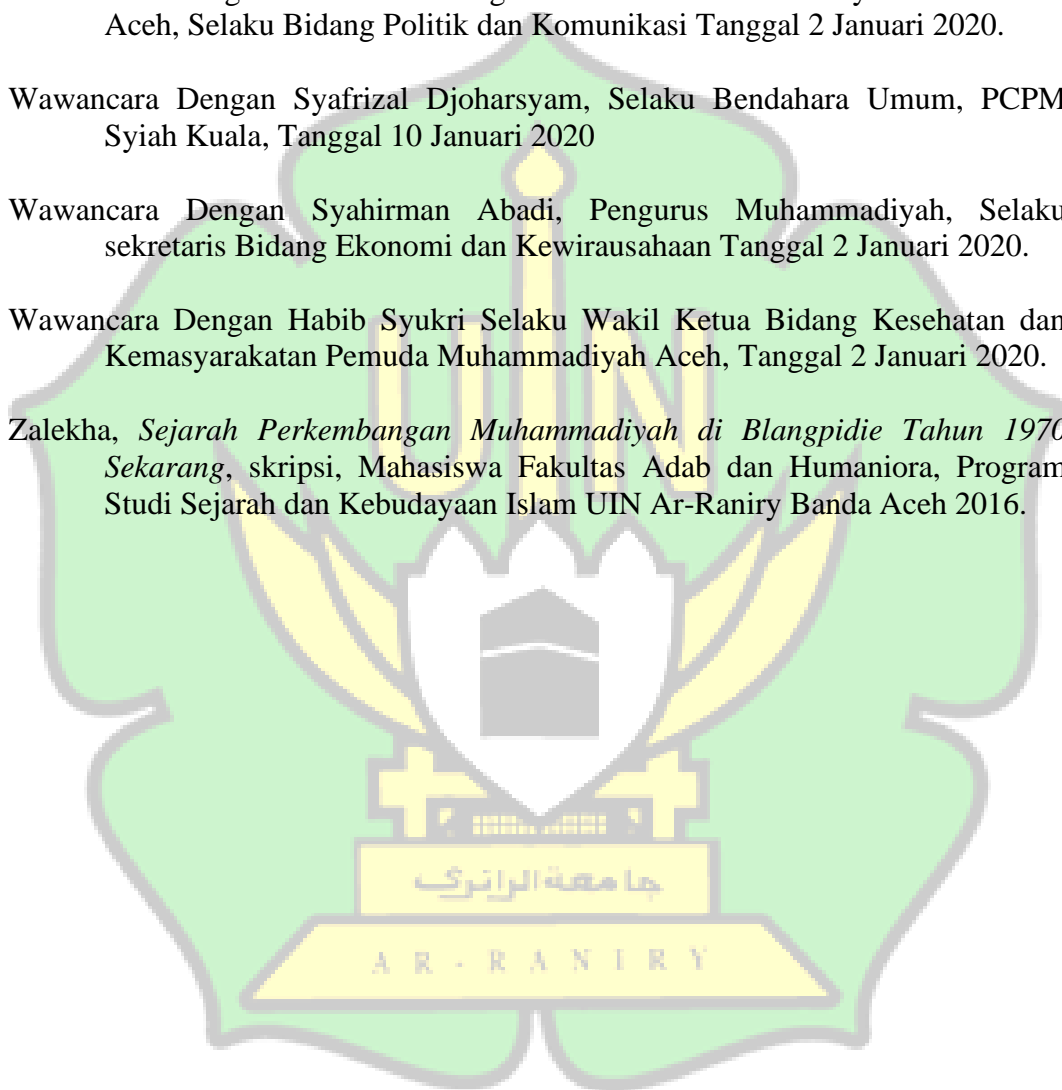 Aceh, Selaku Bidang Politik dan Komunikasi Tanggal 2 Januari 2020.
Wawancara Dengan Syafrizal Djoharsyam, Selaku Bendahara Umum, PCPM
Syiah Kuala, Tanggal 10 Januari 2020
Wawancara Dengan Syahirman Abadi, Pengurus Muhammadiyah, Selaku
sekretaris Bidang Ekonomi dan Kewirausahaan Tanggal 2 Januari 2020.
Wawancara Dengan Habib Syukri Selaku Wakil Ketua Bidang Kesehatan dan
Kemasyarakatan Pemuda Muhammadiyah Aceh, Tanggal 2 Januari 2020.
Zalekha, Sejarah Perkembangan Muhammadiyah di Blangpidie Tahun 1970
Sekarang, skripsi, Mahasiswa Fakultas Adab dan Humaniora, Program
Studi Sejarah dan Kebudayaan Islam UIN Ar-Raniry Banda Aceh 2016.
UIN
جامعة الرانري
AR-RANIRY